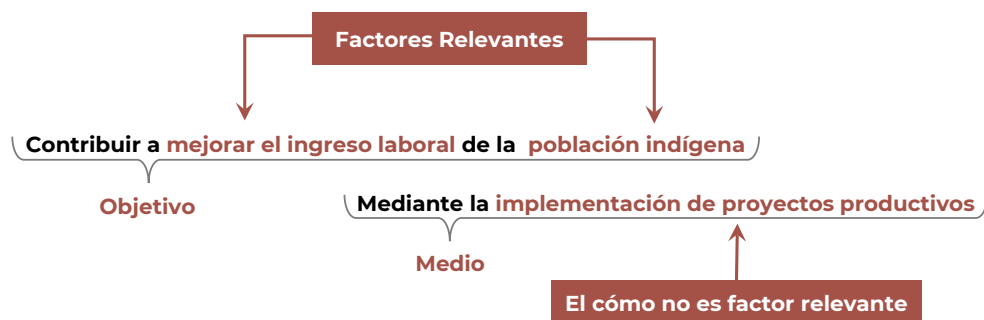 Factores Relevantes
Contribuir a mejorar el ingreso laboral de la población indígena
Objetivo
Mediante la implementación de proyectos productivos
Medio
El cómo no es factor relevante